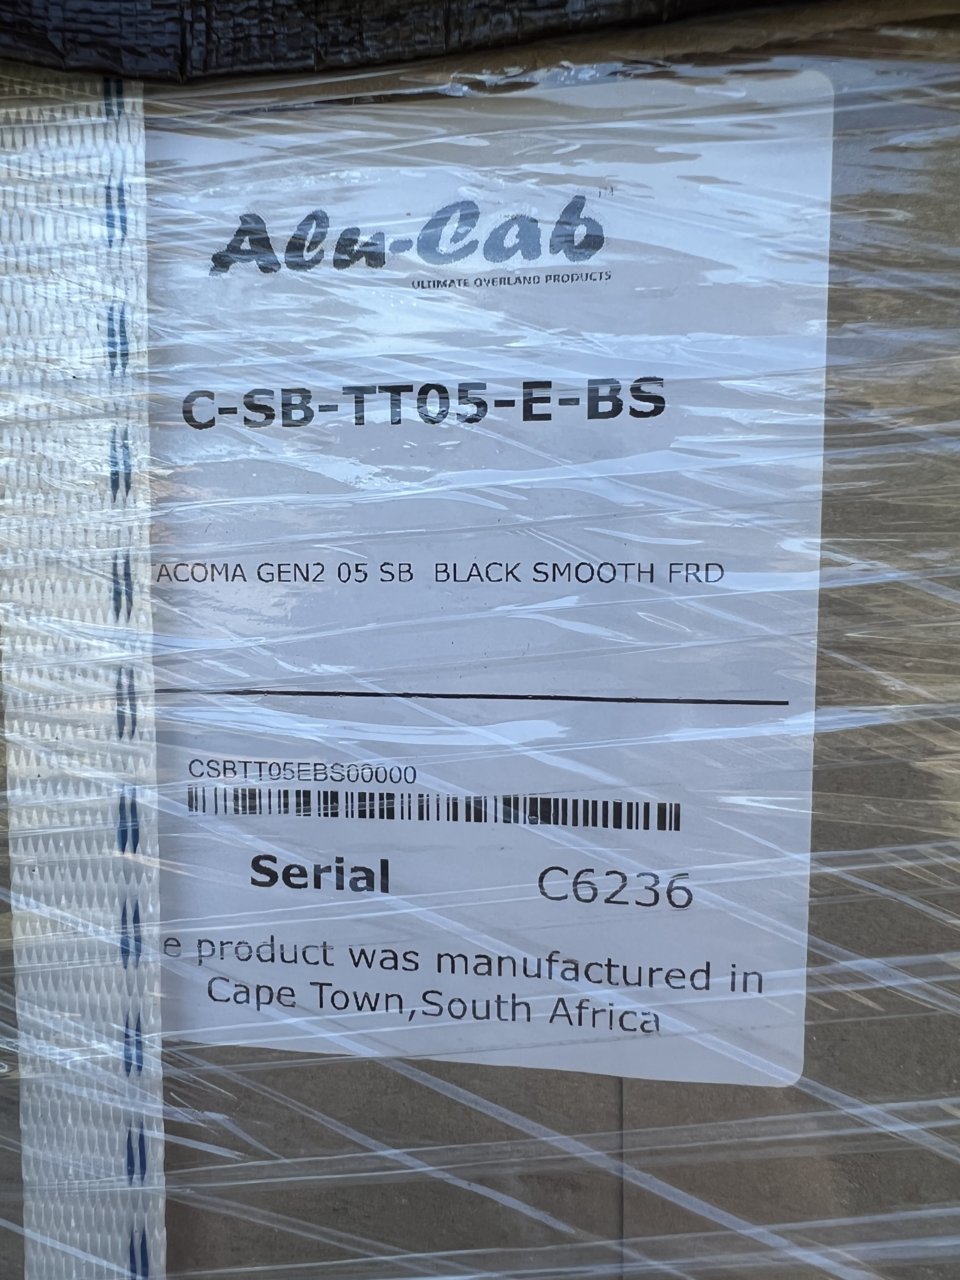 Alu-Cab™
ULTIMATE OVERLAND PRODUCTS
C-SB-TT05-E-BS
ACOMA GEN2 05 SB BLACK SMOOTH FRD
CSBTT05EBS00000
Serial C6236
e product was manufactured in
Cape Town,South Africa